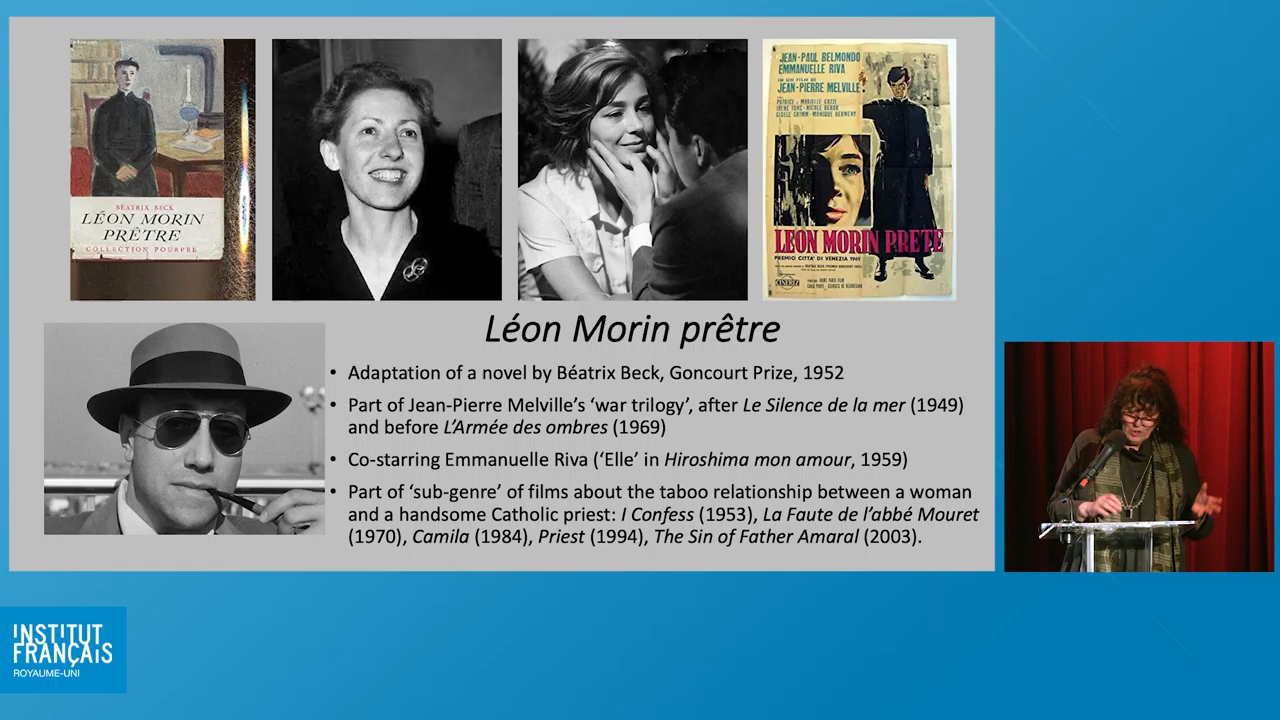 BÉATRIX BECK
LÉON MORIN
PRÊTRE
COLLECTION POURPRE
JEAN-PAUL BELMONDO
EMMANUELLE RIVA
IN UN FILM DI
JEAN-PIERRE MELVILLE
LEON MORIN PRETE
PREMIO CITTA' DI VENEZIA 1961
CINERIZ
Léon Morin prêtre
• Adaptation of a novel by Béatrix Beck, Goncourt Prize, 1952
• Part of Jean-Pierre Melville’s ‘war trilogy’, after Le Silence de la mer (1949)
and before L’Armée des ombres (1969)
• Co-starring Emmanuelle Riva (‘Elle’ in Hiroshima mon amour, 1959)
• Part of ‘sub-genre’ of films about the taboo relationship between a woman
and a handsome Catholic priest: I Confess (1953), La Faute de l’abbé Mouret
(1970), Camila (1984), Priest (1994), The Sin of Father Amaral (2003).
INSTITUT
FRANÇAIS
ROYAUME-UNI